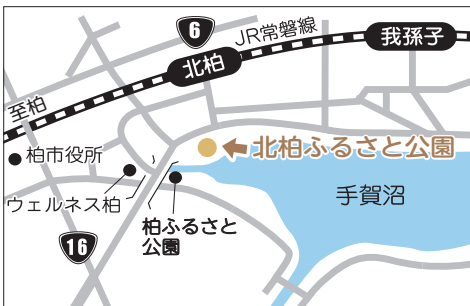 6
JR常磐線
我孫子
北柏
至柏
北柏ふるさと公園
柏市役所
ウェルネス柏
手賀沼
柏ふるさと
公園
16